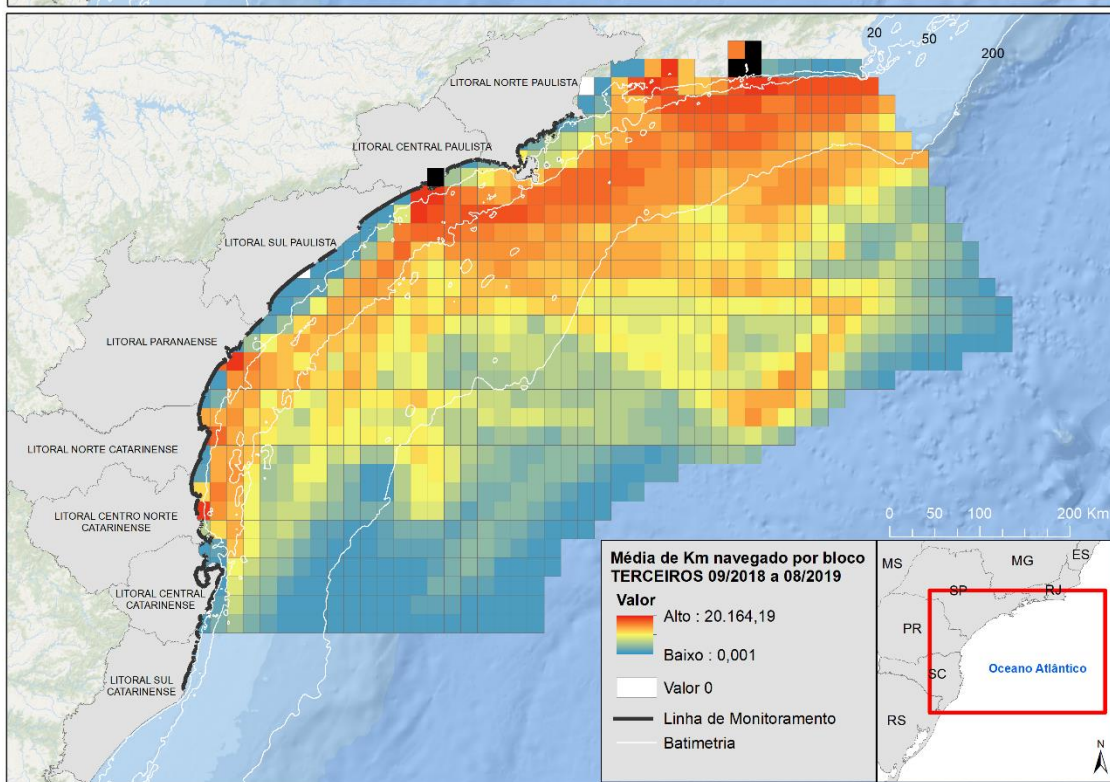 20
50
200
LITORAL NORTE PAULISTA
LITORAL CENTRAL PAULISTA
LITORAL SUL PAULISTA
LITORAL PARANAENSE
LITORAL NORTE CATARINENSE
LITORAL CENTRO NORTE
CATARINENSE
LITORAL CENTRAL
CATARINENSE
LITORAL SUL
CATARINENSE
0 50 100 200 Km
Média de Km navegado por bloco
TERCEIROS 09/2018 a 08/2019
Valor
Alto : 20.164,19
Baixo : 0,001
Valor 0
Linha de Monitoramento
Batimetria
MS
MG
ES
SP
RJ
PR
SC
Oceano Atlântico
RS
N